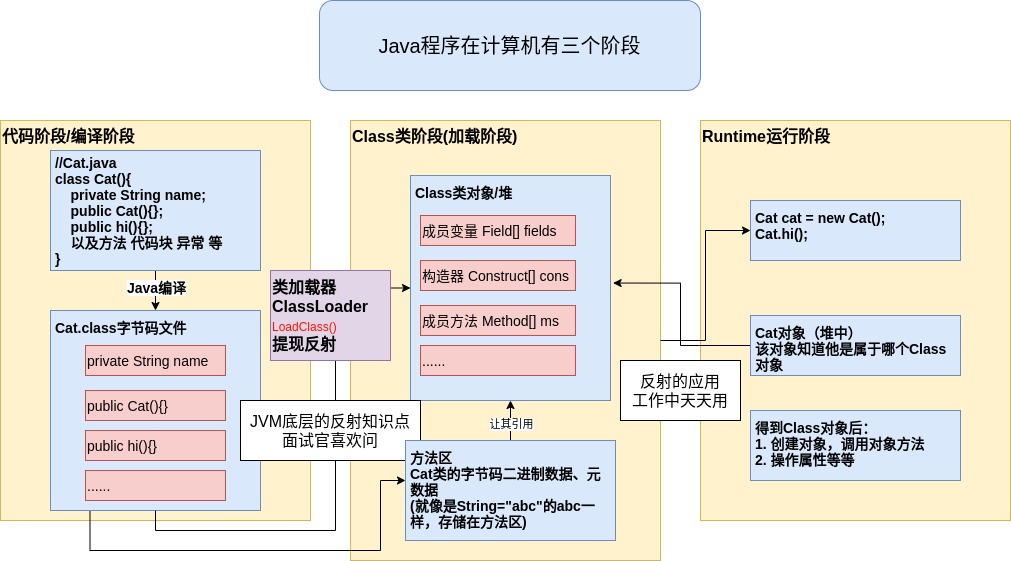 Java程序在计算机有三个阶段
代码阶段/编译阶段
//Cat.java
class Cat(){
private String name;
public Cat(){};
public hi(){};
以及方法 代码块 异常 等
}
Java编译
Cat.class字节码文件
private String name
public Cat(){}
public hi(){}
......
类加载器
ClassLoader
LoadClass()
提现反射
JVM底层的反射知识点
面试官喜欢问
Class类阶段(加载阶段)
Class类对象/堆
成员变量 Field[] fields
构造器 Construct[] cons
成员方法 Method[] ms
......
让其引用
方法区
Cat类的字节码二进制数据、元
数据
(就像是String="abc"的abc一
样，存储在方法区)
反射的应用
工作中天天用
Runtime运行阶段
Cat cat = new Cat();
Cat.hi();
Cat对象（堆中）
该对象知道他是属于哪个Class
对象
得到Class对象后：
1. 创建对象，调用对象方法
2. 操作属性等等